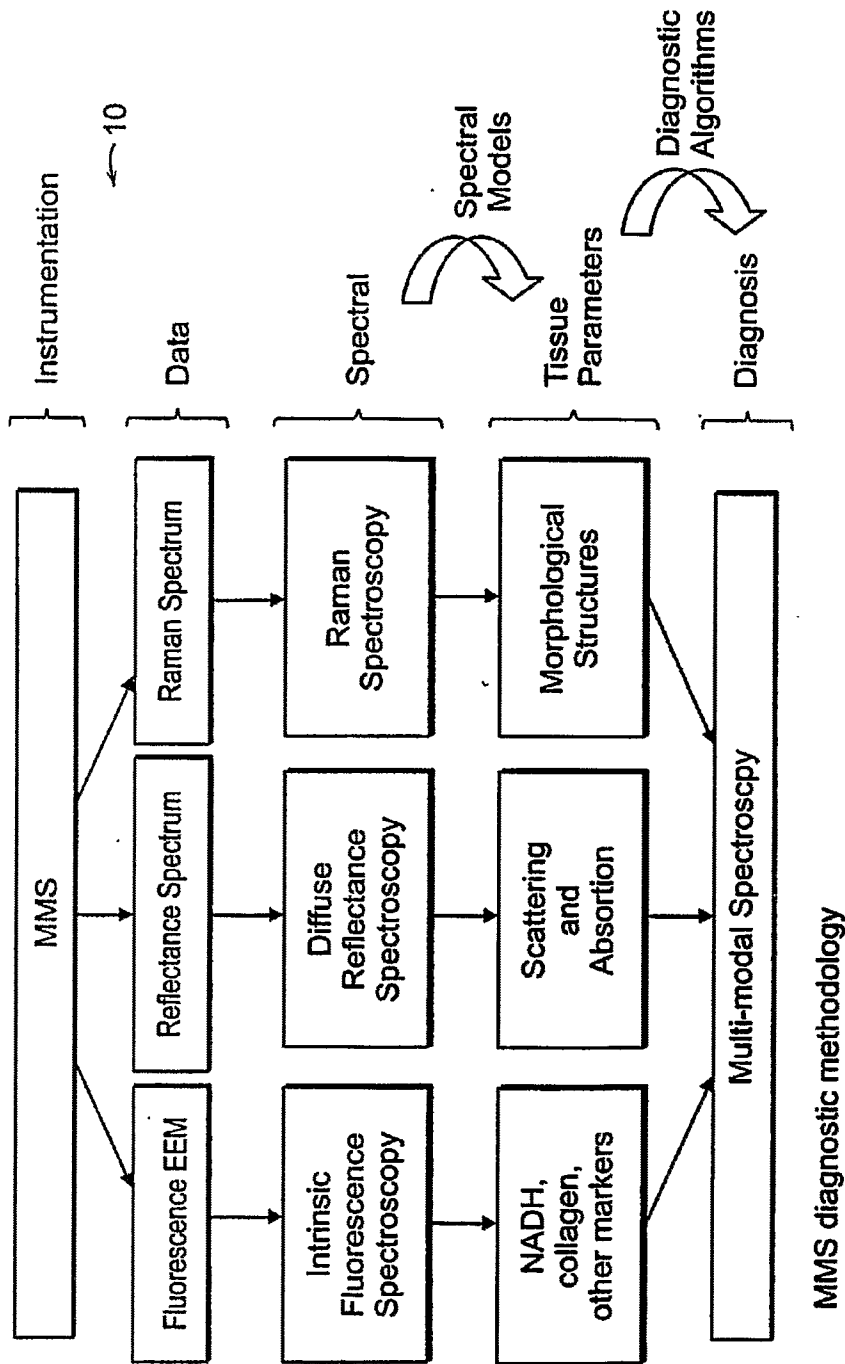 MMS
Instrumentation
10
Fluorescence EEM
Reflectance Spectrum
Raman Spectrum
Data
Intrinsic
Fluorescence
Spectroscopy
Diffuse
Reflectance
Spectroscopy
Raman
Spectroscopy
Spectral
Spectral
Models
NADH,
collagen,
other markers
Scattering
and
Absortion
Morphological
Structures
Tissue
Parameters
Diagnostic
Algorithms
Multi-modal Spectroscpy
Diagnosis
MMS diagnostic methodology